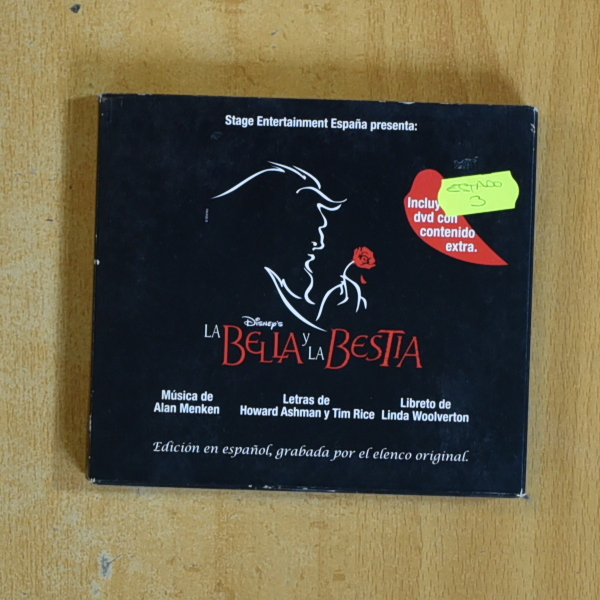 Stage Entertainment España presenta:
ESTADO
3
Incluye
dvd con
contenido
extra.
Disney's
LA BELLA y LA BESTIA
Música de
Alan Menken
Letras de
Howard Ashman y Tim Rice
Libreto de
Linda Woolverton
Edición en español, grabada por el elenco original.